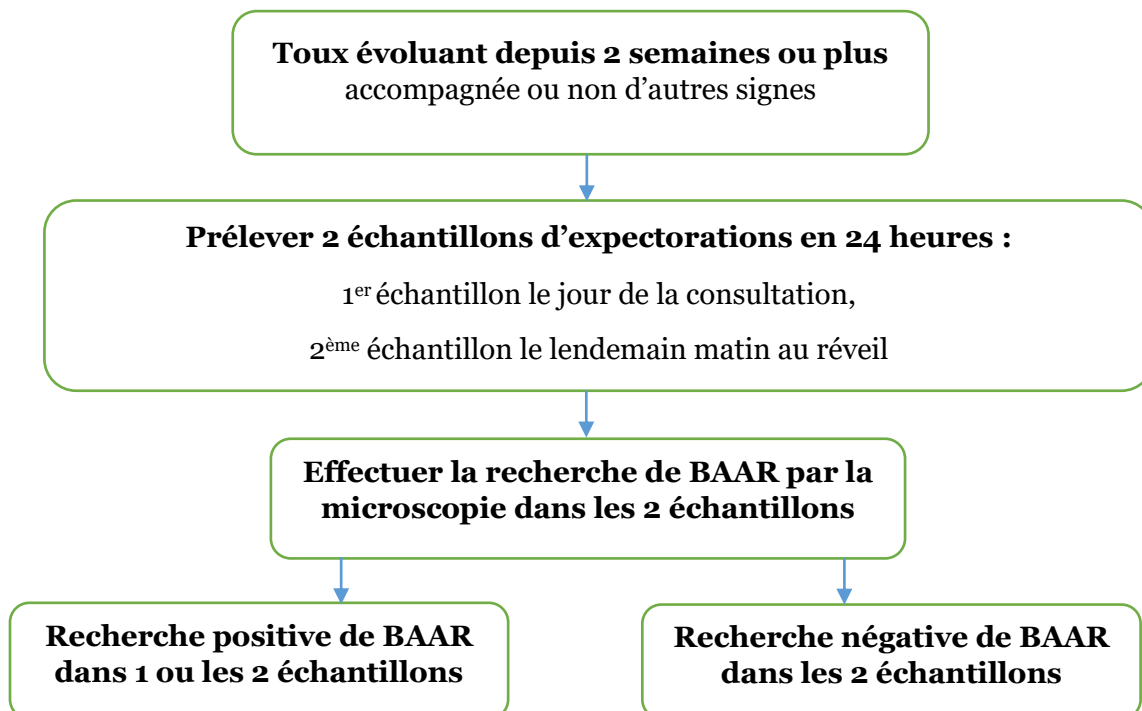 Toux évoluant depuis 2 semaines ou plus
accompagnée ou non d’autres signes
Prélever 2 échantillons d’expectorations en 24 heures :
1er échantillon le jour de la consultation,
2ème échantillon le lendemain matin au réveil
Effectuer la recherche de BAAR par la
microscopie dans les 2 échantillons
Recherche positive de BAAR
dans 1 ou les 2 échantillons
Recherche négative de BAAR
dans les 2 échantillons